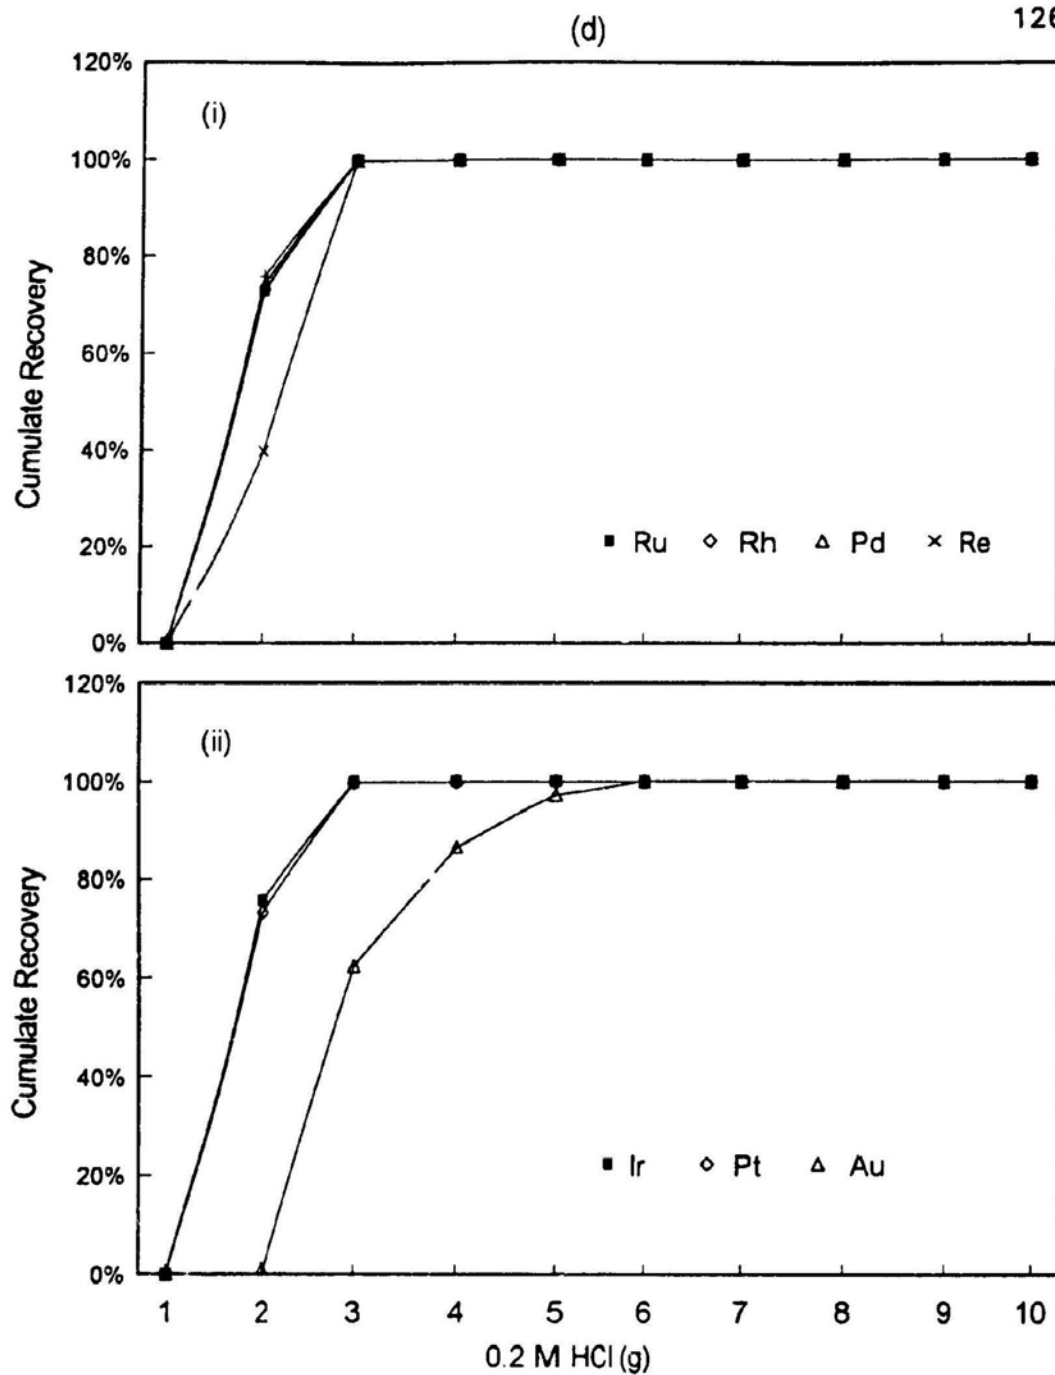 (d)
126
120%
(i)
100%
80%
60%
40%
20%
0%
Cumulate Recovery
Ru Rh Pd Re
120%
(ii)
100%
80%
60%
40%
20%
0%
Cumulate Recovery
Ir Pt Au
1 2 3 4 5 6 7 8 9 10
0.2 M HCl (g)